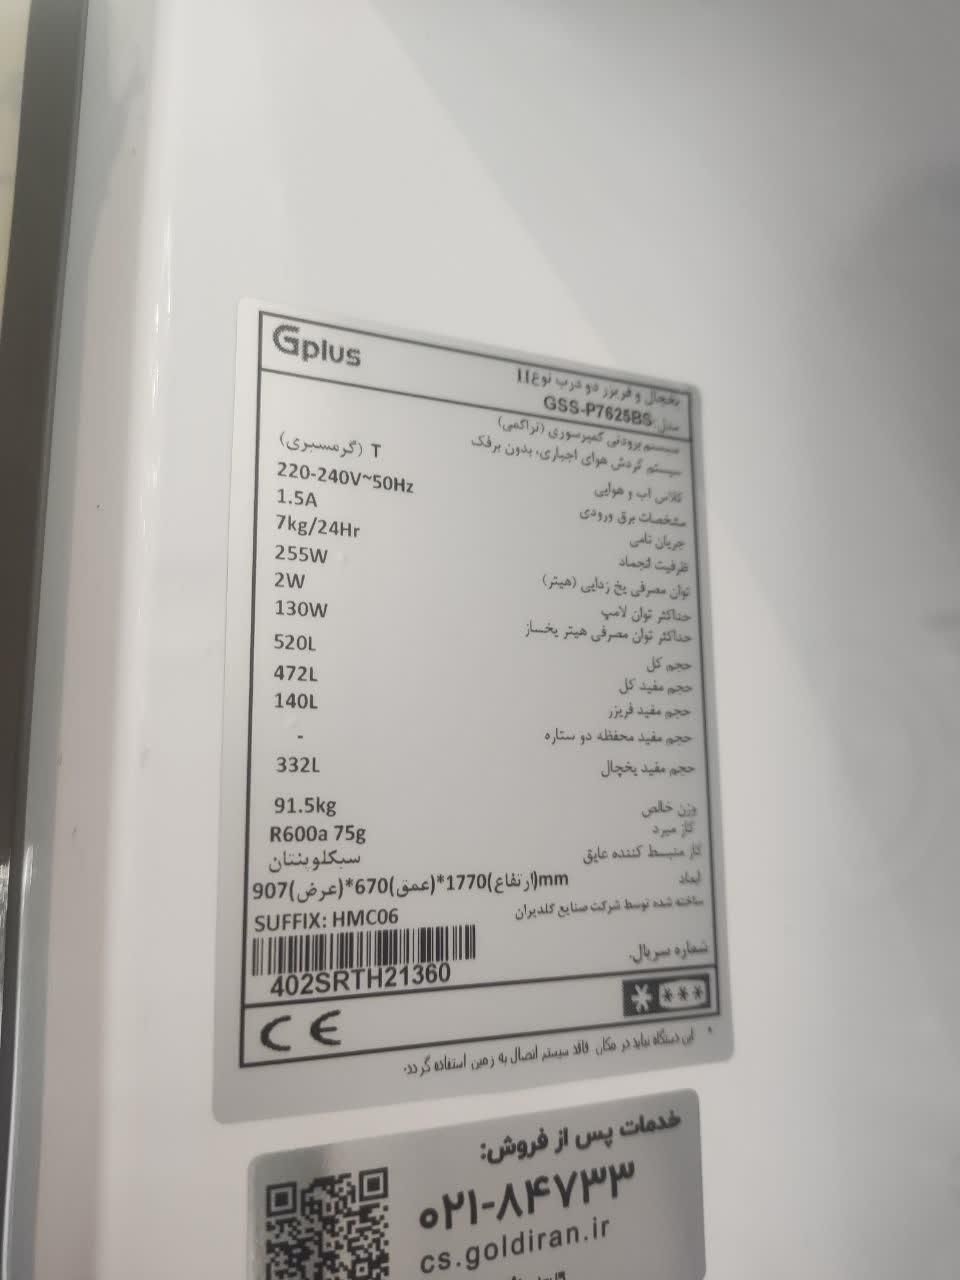 Gplus
یخچال و فریزر دو درب نوع II
مدل: GSS-P7625BS
سیستم برودتی کمپرسوری (تراکمی)
سیستم گردش هوای اجباری، بدون برفک
کلاس آب و هوایی T (گرمسیری)
مشخصات برق ورودی 220-240V~50Hz
جریان نامی 1.5A
ظرفیت انجماد 7kg/24Hr
توان مصرفی یخ زدایی (هیتر) 255W
حداکثر توان لامپ 2W
حداکثر توان مصرفی هیتر یخساز 130W
حجم کل 520L
حجم مفید کل 472L
حجم مفید فریزر 140L
حجم مفید محفظه دو ستاره -
حجم مفید یخچال 332L
وزن خالص 91.5kg
گاز مبرد R600a 75g
گاز منبسط کننده عایق سیکلوپنتان
ابعاد 907(عرض)*670(عمق)*1770(ارتفاع)mm
ساخته شده توسط شرکت صنایع گلدیران
SUFFIX: HMC06
شماره سریال:
402SRTH21360
CE
* این دستگاه نباید در مکان فاقد سیستم اتصال به زمین استفاده گردد.
خدمات پس از فروش:
۰۲۱-۸۴۷۳۳
cs.goldiran.ir